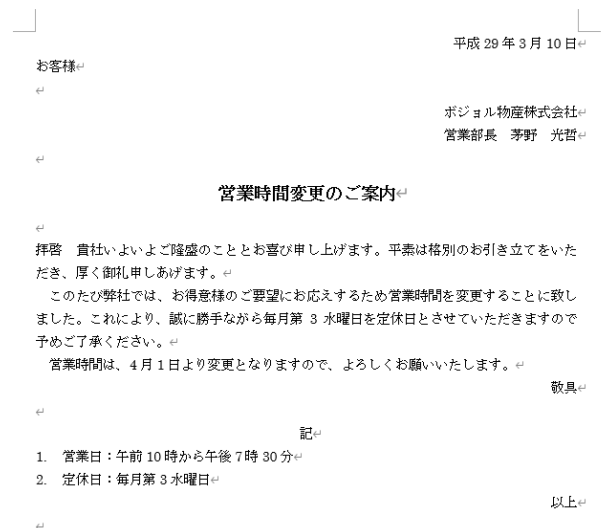 平成 29 年 3 月 10 日
お客様
ボジョル物産株式会社
営業部長　茅野　光哲
営業時間変更のご案内
拝啓　貴社いよいよご隆盛のこととお喜び申し上げます。平素は格別のお引き立てをいた
だき、厚く御礼申しあげます。
このたび弊社では、お得意様のご要望にお応えするため営業時間を変更することに致し
ました。これにより、誠に勝手ながら毎月第 3 水曜日を定休日とさせていただきますので
予めご了承ください。
営業時間は、4 月 1 日より変更となりますので、よろしくお願いいたします。
敬具
記
1.　営業日：午前 10 時から午後 7 時 30 分
2.　定休日：毎月第 3 水曜日
以上